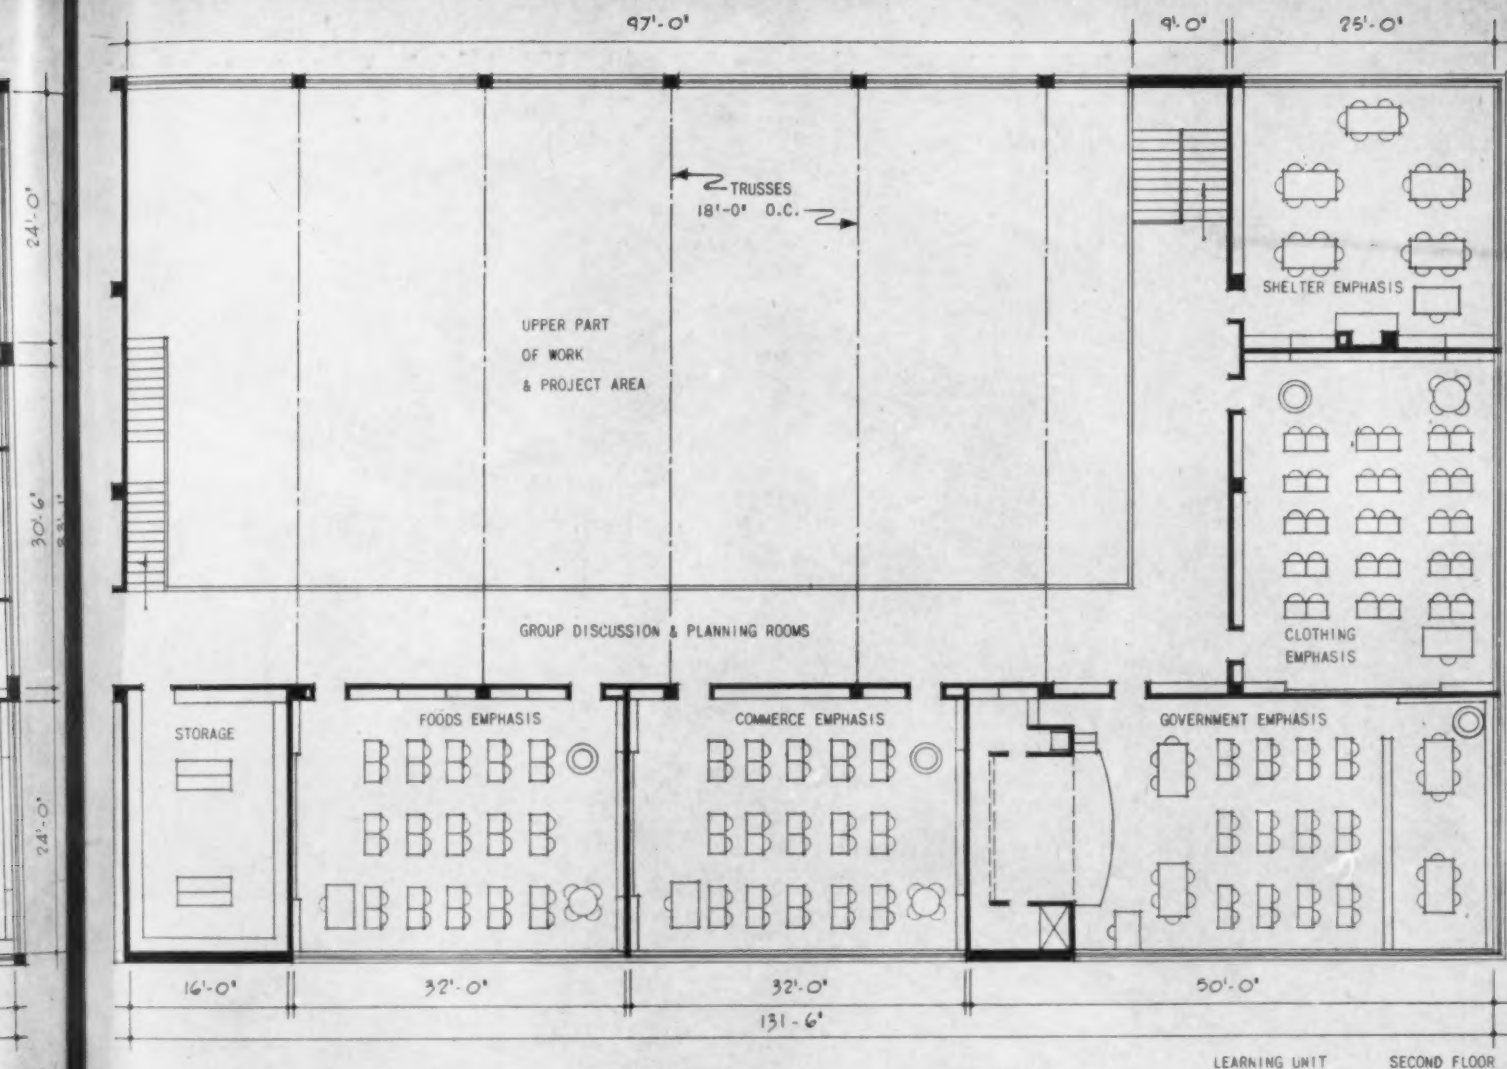 97'-0"
9'-0"
25'-0"
24'-0"
TRUSSES
18'-0" O.C.
SHELTER EMPHASIS
UPPER PART
OF WORK
& PROJECT AREA
30'-6"
GROUP DISCUSSION & PLANNING ROOMS
CLOTHING
EMPHASIS
STORAGE
FOODS EMPHASIS
COMMERCE EMPHASIS
GOVERNMENT EMPHASIS
24'-0"
16'-0"
32'-0"
32'-0"
50'-0"
131-6"
LEARNING UNIT SECOND FLOOR